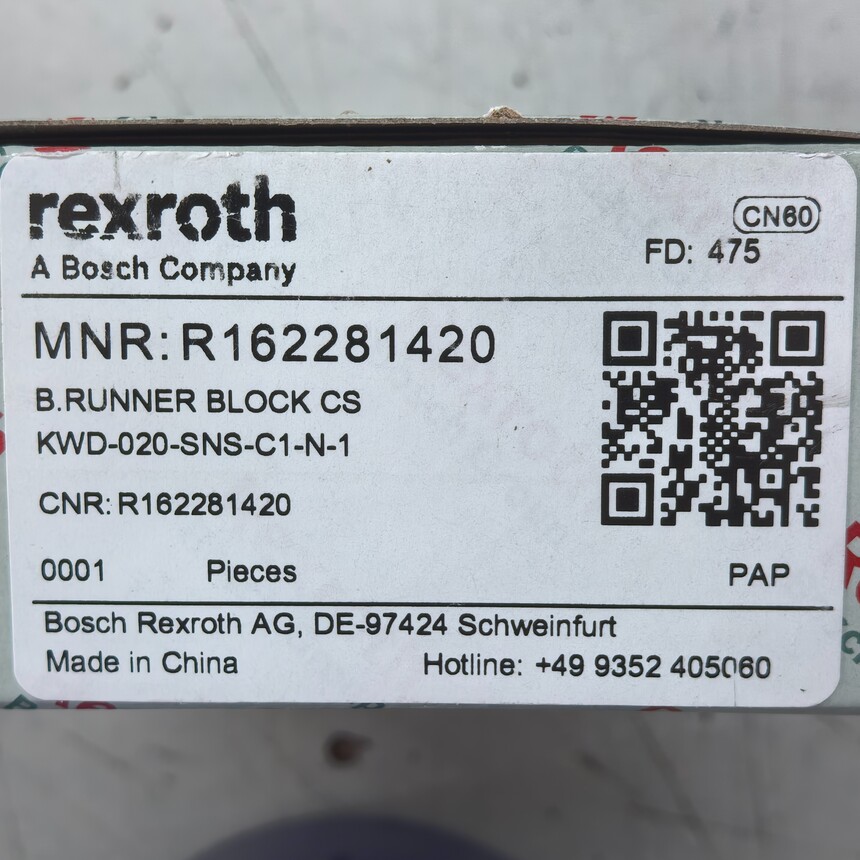 rexroth
A Bosch Company
CN60
FD: 475
MNR: R162281420
B.RUNNER BLOCK CS
KWD-020-SNS-C1-N-1
CNR: R162281420
0001 Pieces PAP
Bosch Rexroth AG, DE-97424 Schweinfurt
Made in China Hotline: +49 9352 405060